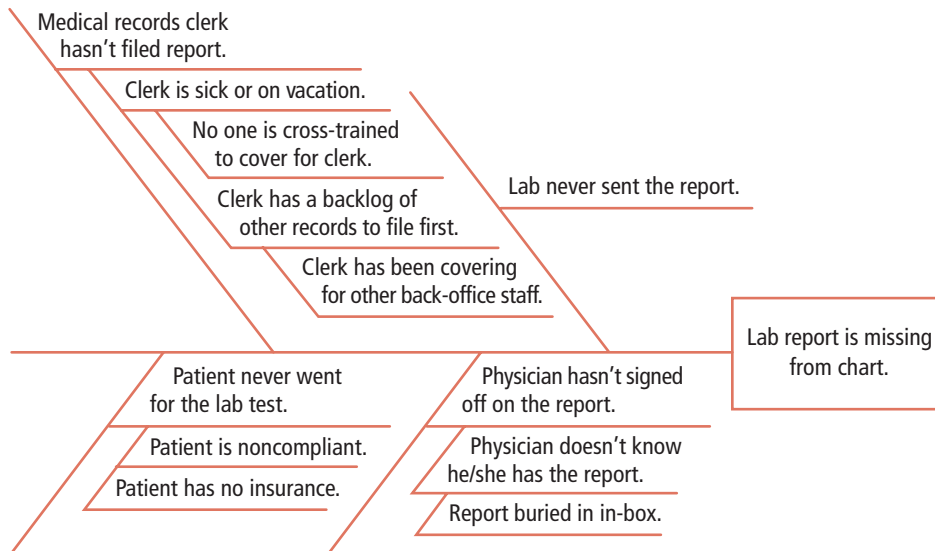 Medical records clerk
hasn't filed report.
Clerk is sick or on vacation.
No one is cross-trained
to cover for clerk.
Clerk has a backlog of
other records to file first.
Clerk has been covering
for other back-office staff.
Lab never sent the report.
Lab report is missing
from chart.
Patient never went
for the lab test.
Patient is noncompliant.
Patient has no insurance.
Physician hasn't signed
off on the report.
Physician doesn't know
he/she has the report.
Report buried in in-box.